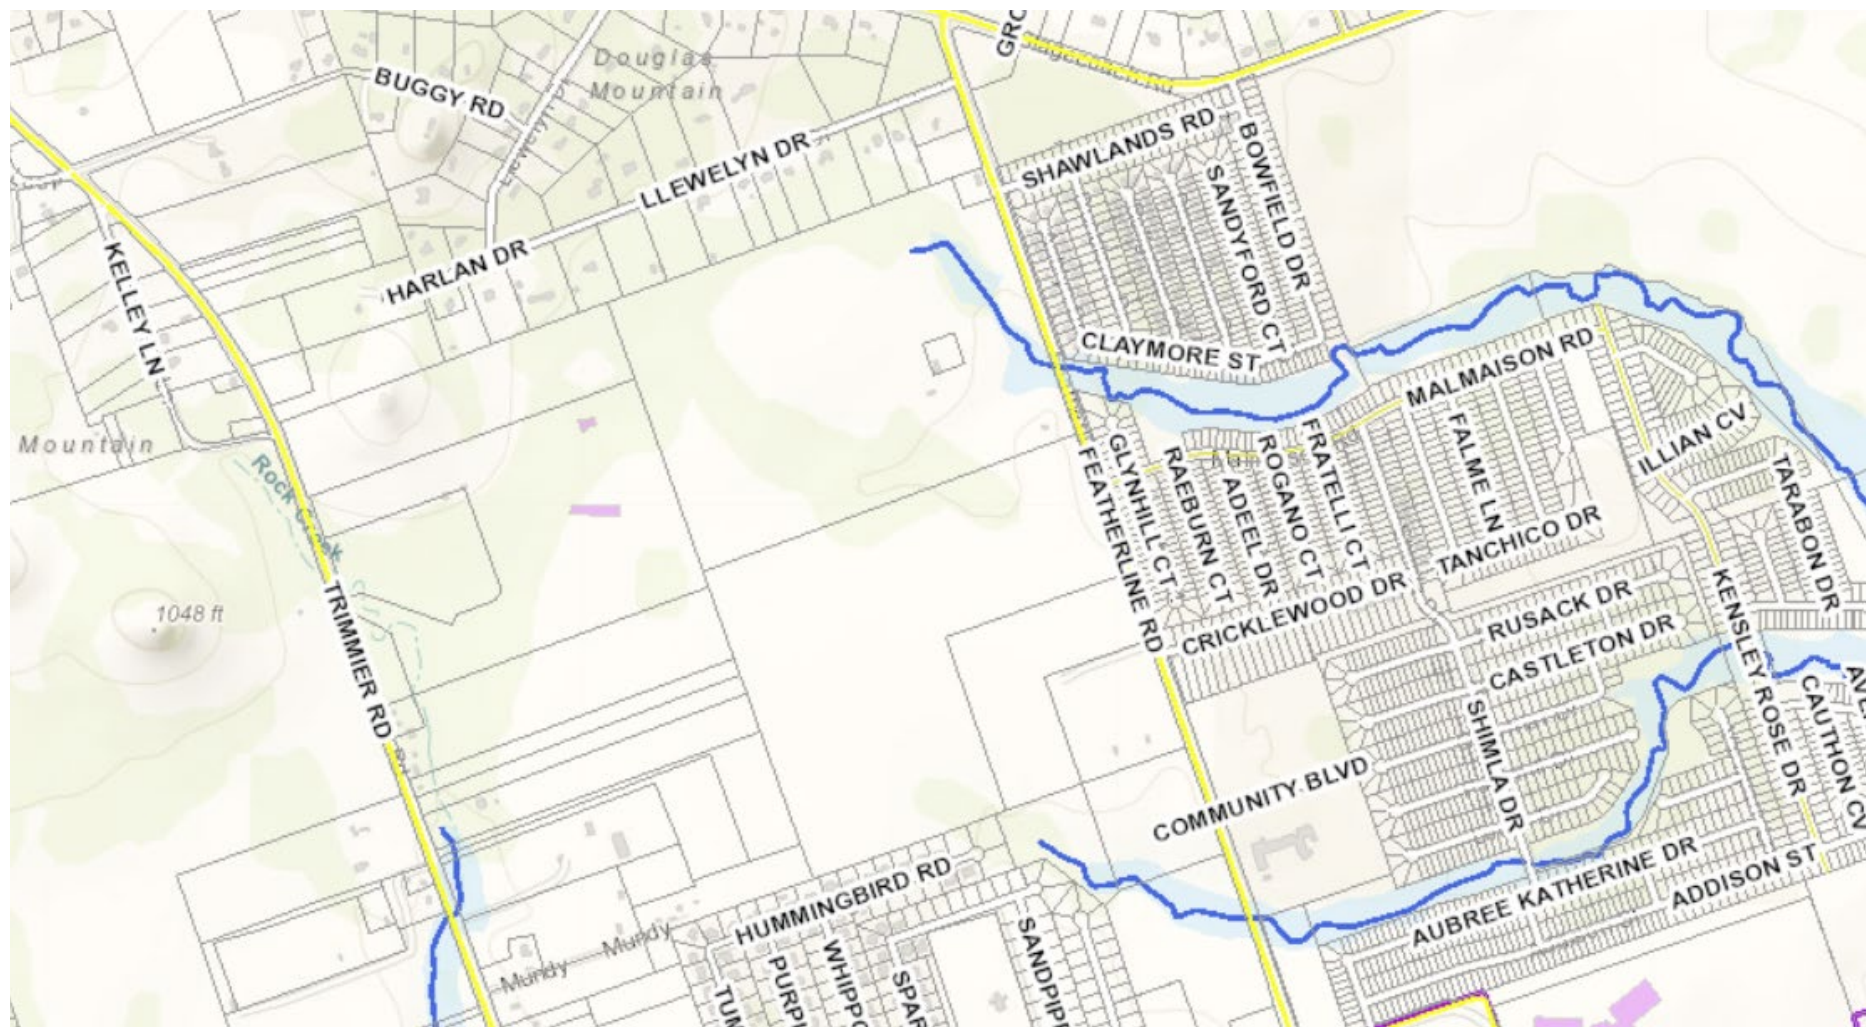 Douglas
Mountain
BUGGY RD
SHAWLANDS RD
BOWFIELD DR
LLEWELYN DR
SANDYFORD CT
HARLAN DR
KELLEY LN
CLAYMORE ST
MALMAISON RD
Mountain
Rock Creek
GLYNHILL CT
RAEBURN CT
ADEEL DR
ROGANO CT
FRATELLI CT
FALME LN
ILLIAN CV
TARABON DR
FEATHERLINE RD
TANCHICO DR
CRICKLEWOOD DR
1048 ft
TRIMMIER RD
RUSACK DR
CASTLETON DR
KENSLEY ROSE DR
CAUTHON CV
SHIMLA DR
COMMUNITY BLVD
HUMMINGBIRD RD
AUBREE KATHERINE DR
ADDISON ST
Mundy
Mundy